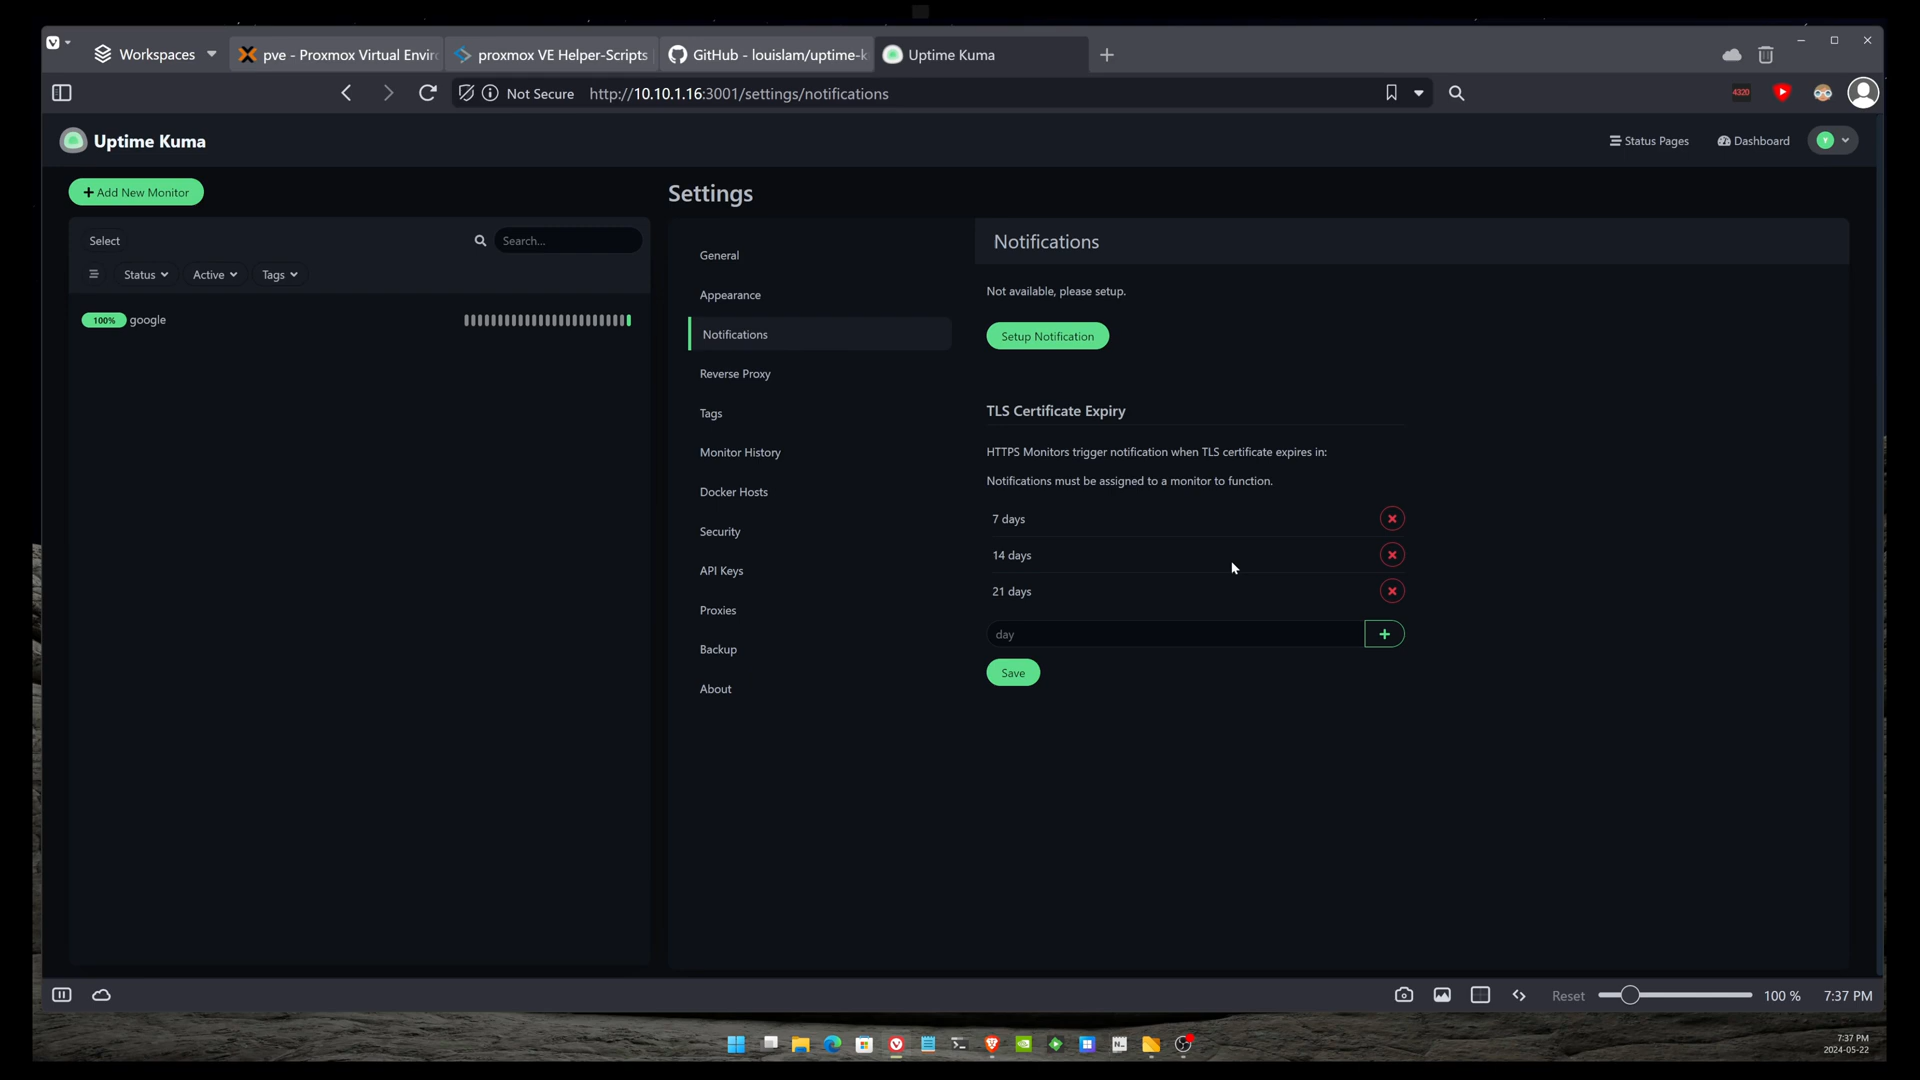 Workspaces
pve - Proxmox Virtual Enviro
proxmox VE Helper-Scripts
GitHub - louislam/uptime-k
Uptime Kuma
Not Secure
http://10.10.1.16:3001/settings/notifications
4320
Uptime Kuma
Status Pages
Dashboard
Y
+ Add New Monitor
Settings
Select
Search...
Status
Active
Tags
100%
google
General
Appearance
Notifications
Reverse Proxy
Tags
Monitor History
Docker Hosts
Security
API Keys
Proxies
Backup
About
Notifications
Not available, please setup.
Setup Notification
TLS Certificate Expiry
HTTPS Monitors trigger notification when TLS certificate expires in:
Notifications must be assigned to a monitor to function.
7 days
14 days
21 days
day
+
Save
Reset
100 %
7:37 PM
7:37 PM
2024-05-22